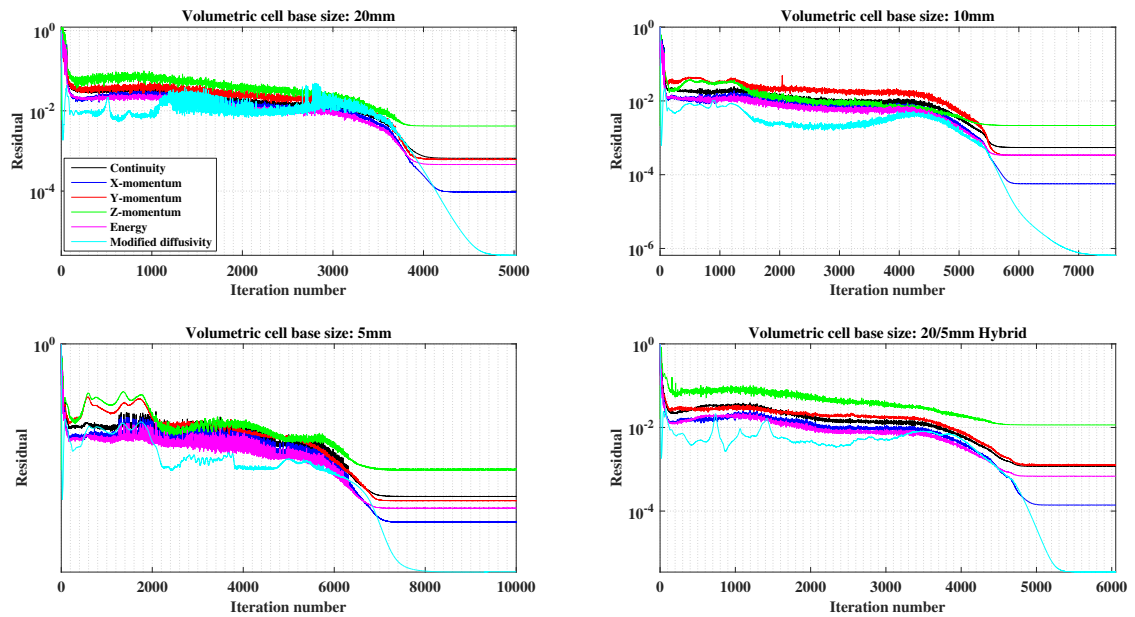 Volumetric cell base size: 20mm
10^0
10^-2
10^-4
Residual
Continuity
X-momentum
Y-momentum
Z-momentum
Energy
Modified diffusivity
0 1000 2000 3000 4000 5000
Iteration number
Volumetric cell base size: 10mm
10^0
10^-2
10^-4
10^-6
Residual
0 1000 2000 3000 4000 5000 6000 7000
Iteration number
Volumetric cell base size: 5mm
10^0
Residual
0 2000 4000 6000 8000 10000
Iteration number
Volumetric cell base size: 20/5mm Hybrid
10^0
10^-2
10^-4
Residual
0 1000 2000 3000 4000 5000 6000
Iteration number